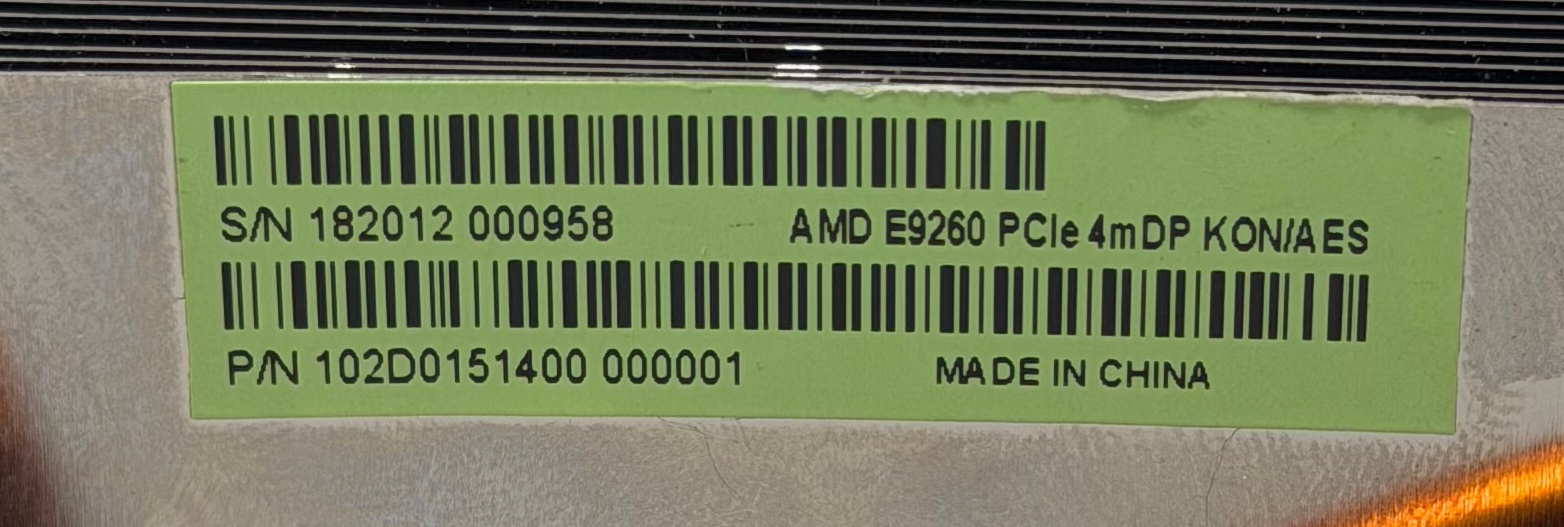 S/N 182012 000958 AMD E9260 PCIe 4mDP KON/AES
P/N 102D0151400 000001 MADE IN CHINA